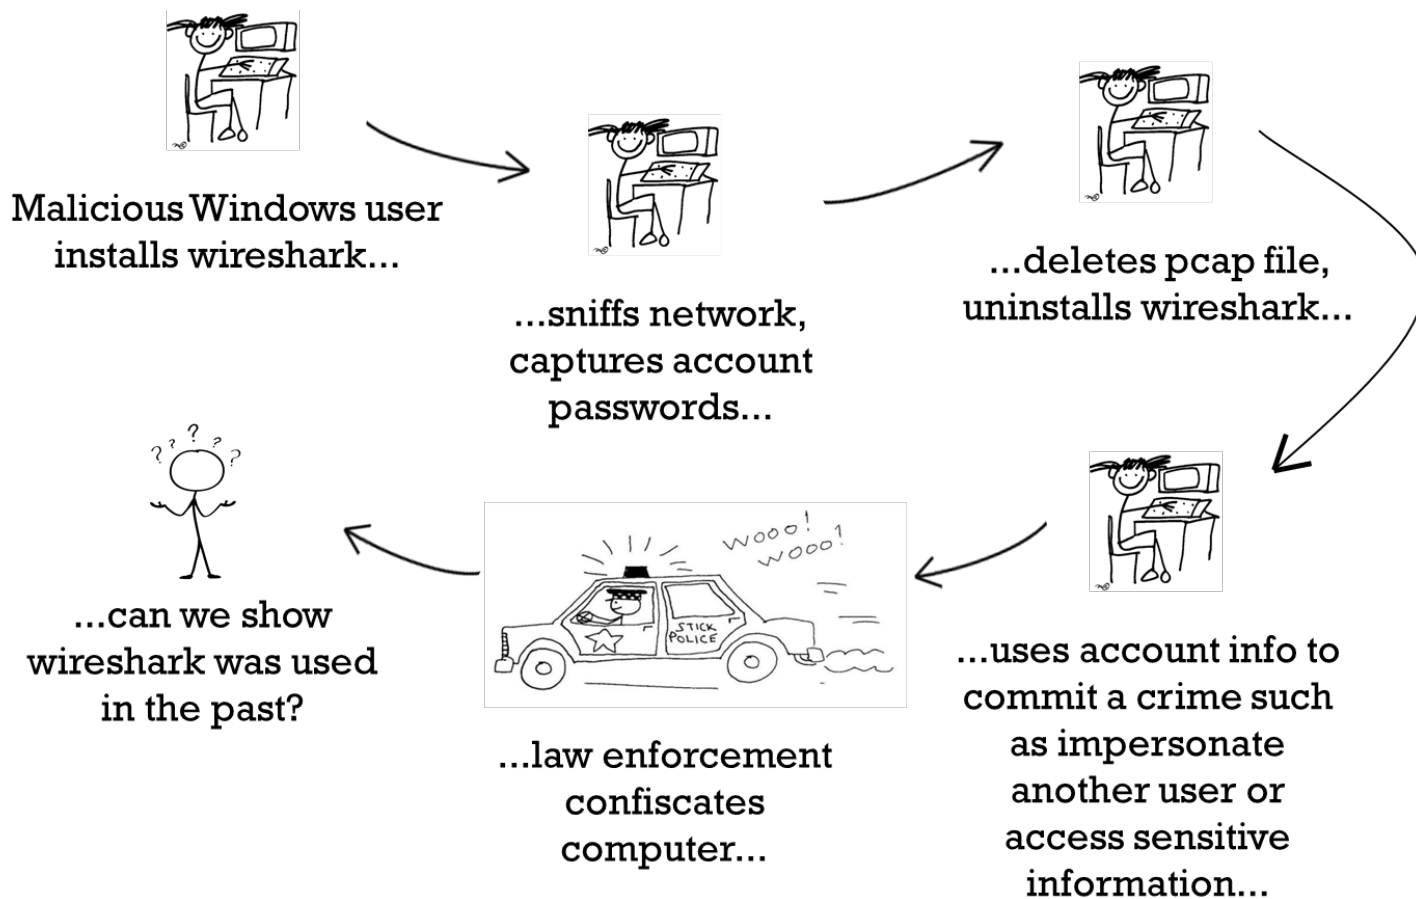 Malicious Windows user
installs wireshark...
...sniffs network,
captures account
passwords...
...deletes pcap file,
uninstalls wireshark...
...uses account info to
commit a crime such
as impersonate
another user or
access sensitive
information...
wooo!
wooo!
STICK
POLICE
...law enforcement
confiscates
computer...
? ? ? ? ?
...can we show
wireshark was used
in the past?